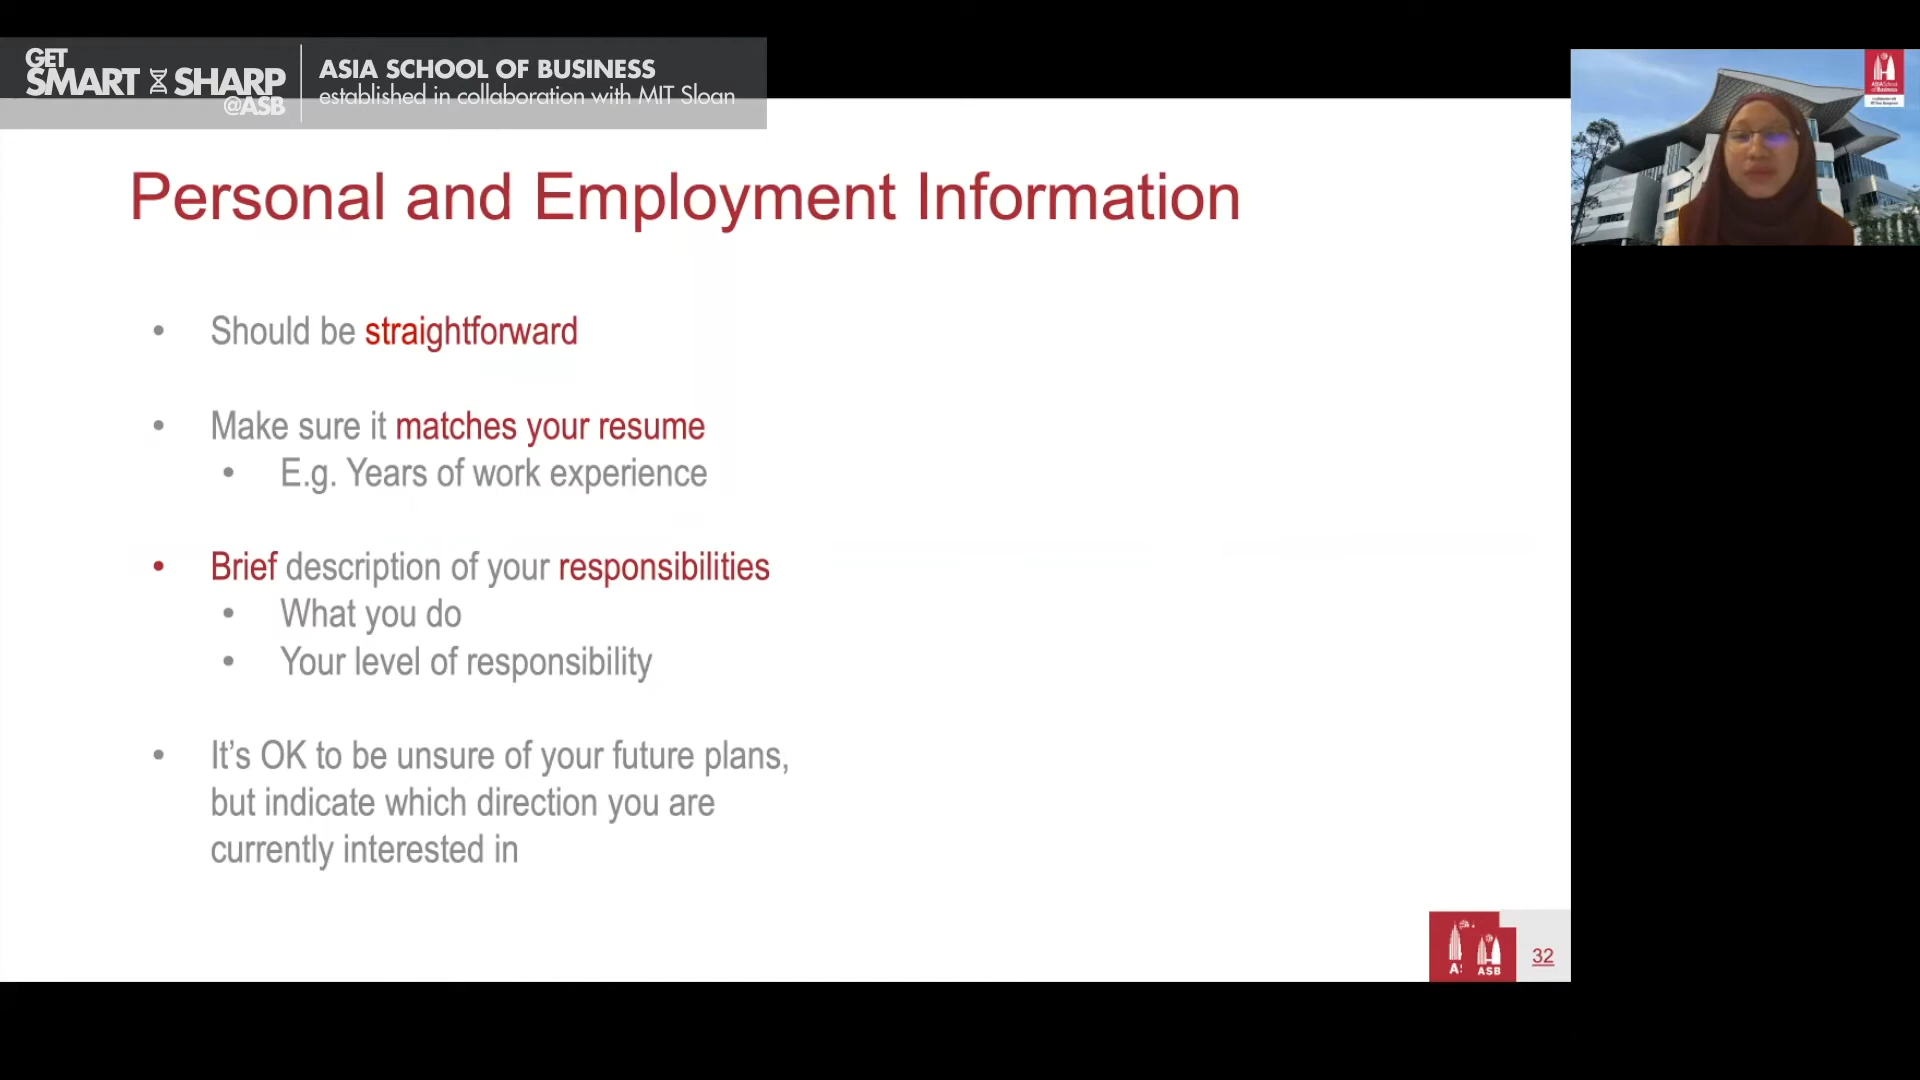 GET
SMART SHARP
@ASB
ASIA SCHOOL OF BUSINESS
established in collaboration with MIT Sloan
Personal and Employment Information
• Should be straightforward
• Make sure it matches your resume
• E.g. Years of work experience
• Brief description of your responsibilities
• What you do
• Your level of responsibility
• It's OK to be unsure of your future plans,
but indicate which direction you are
currently interested in
ASB
32